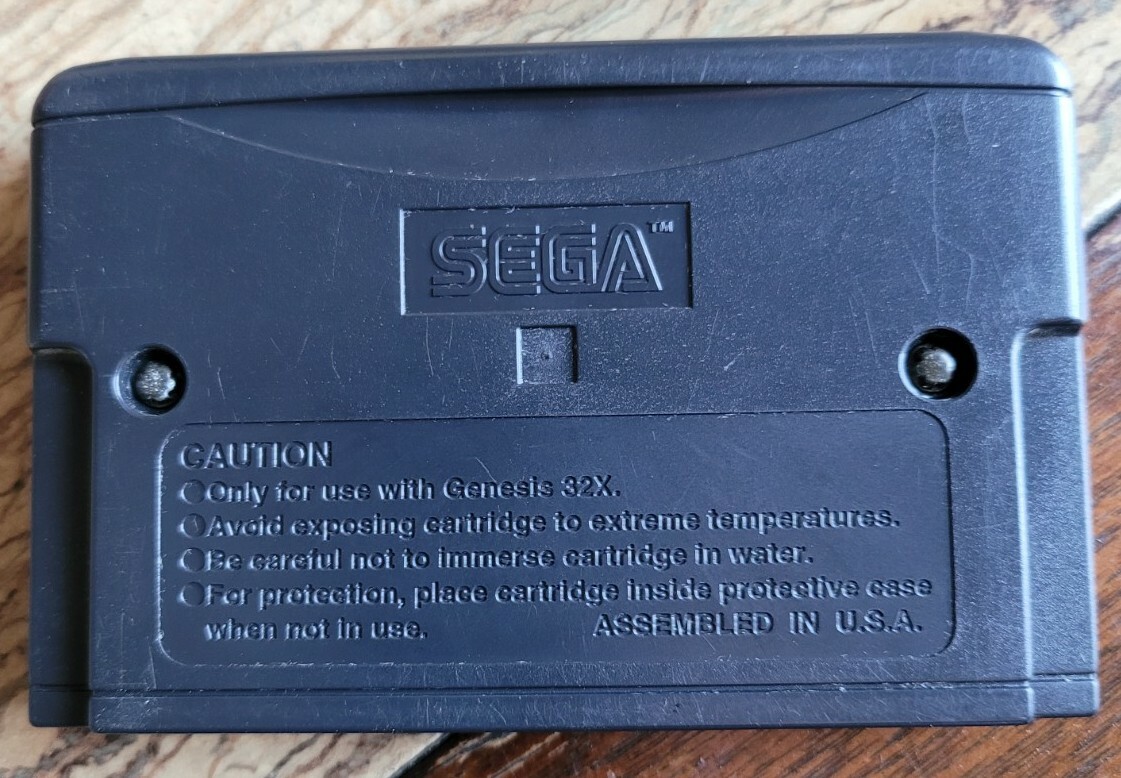 SEGA™
CAUTION
○Only for use with Genesis 32X.
○Avoid exposing cartridge to extreme temperatures.
○Be careful not to immerse cartridge in water.
○For protection, place cartridge inside protective case
when not in use. ASSEMBLED IN U.S.A.